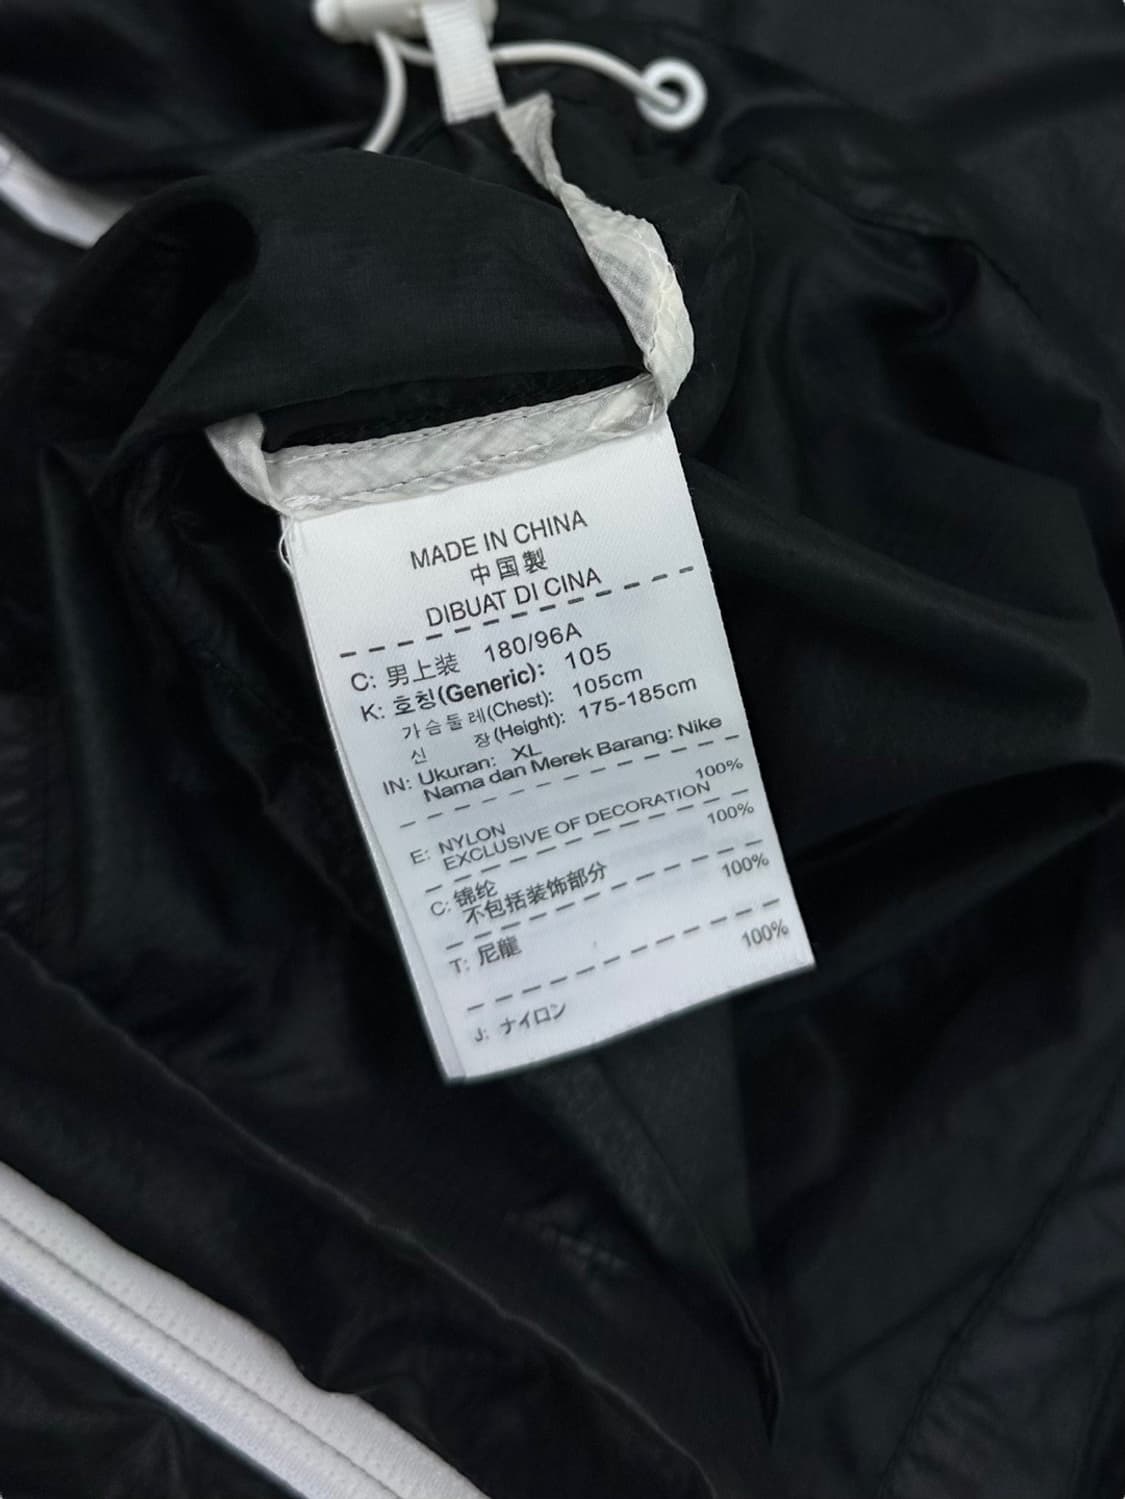 MADE IN CHINA
中国製
DIBUAT DI CINA
C: 男上装 180/96A
K: 호칭(Generic): 105
가슴둘레(Chest): 105cm
신 장(Height): 175-185cm
IN: Ukuran: XL
Nama dan Merek Barang: Nike
E: NYLON 100%
EXCLUSIVE OF DECORATION
C: 锦纶 100%
不包括装饰部分
T: 尼龍 100%
J: ナイロン 100%